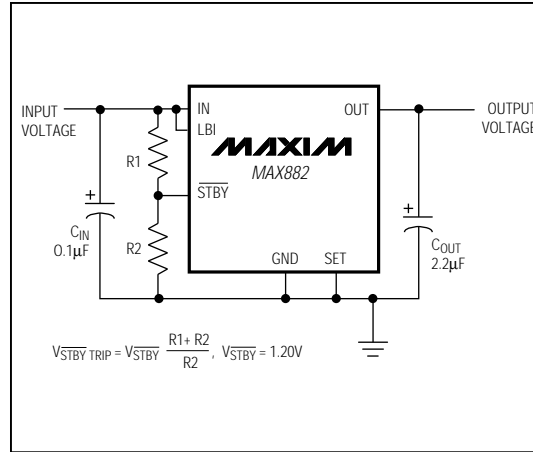 INPUT
VOLTAGE
IN
LBI
OUT
OUTPUT
VOLTAGE
R1
MAXIM
MAX882
STBY
+
CIN
0.1µF
R2
GND
SET
+
COUT
2.2µF
VSTBY TRIP = VSTBY (R1+ R2)/R2, VSTBY = 1.20V